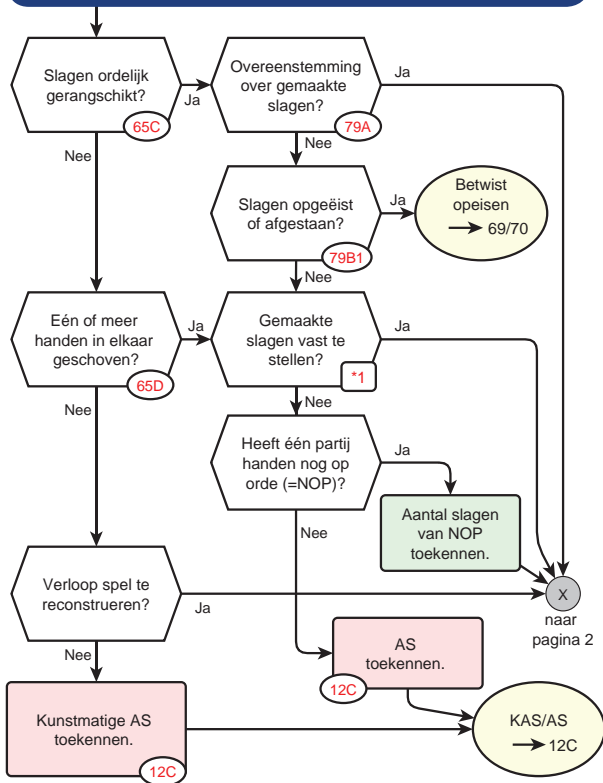 Slagen ordelijk
gerangschikt?
65C
Ja
Nee
Overeenstemming
over gemaakte
slagen?
79A
Ja
Nee
Slagen opgeëist
of afgestaan?
79B1
Ja
Nee
Betwist
opeisen
→ 69/70
Eén of meer
handen in elkaar
geschoven?
65D
Ja
Nee
Gemaakte
slagen vast te
stellen?
*1
Ja
Nee
Heeft één partij
handen nog op
orde (=NOP)?
Ja
Nee
Aantal slagen
van NOP
toekennen.
Verloop spel te
reconstrueren?
Ja
Nee
X
naar
pagina 2
AS
toekennen.
12C
Kunstmatige AS
toekennen.
12C
KAS/AS
→ 12C